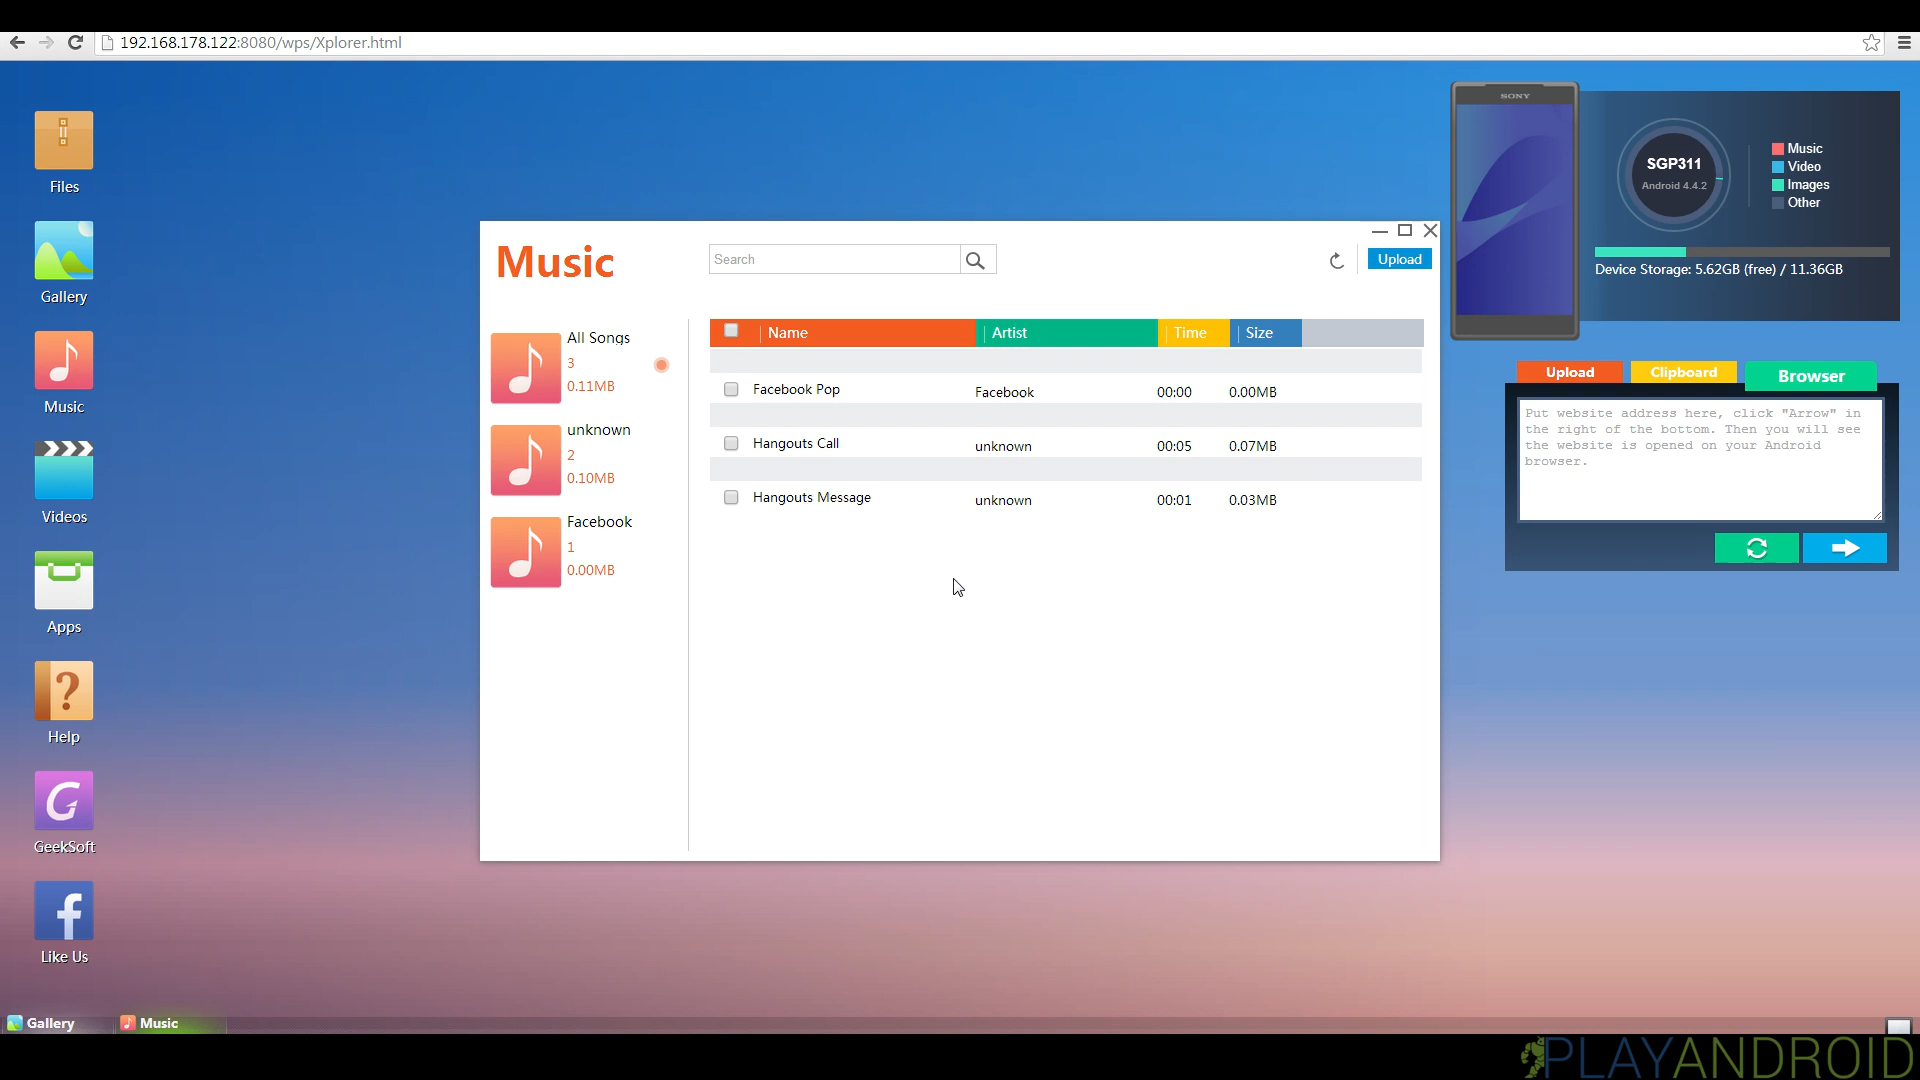 192.168.178.122:8080/wps/Xplorer.html
Files
Gallery
Music
Videos
Apps
Help
GeekSoft
Like Us
Music
Search
Upload
All Songs
3
0.11MB
unknown
2
0.10MB
Facebook
1
0.00MB
Name Artist Time Size
Facebook Pop Facebook 00:00 0.00MB
Hangouts Call unknown 00:05 0.07MB
Hangouts Message unknown 00:01 0.03MB
SONY
SGP311
Android 4.4.2
Music
Video
Images
Other
Device Storage: 5.62GB (free) / 11.36GB
Upload Clipboard Browser
Put website address here, click "Arrow" in
the right of the bottom. Then you will see
the website is opened on your Android
browser.
Gallery Music
PLAYANDROID